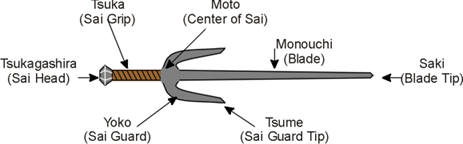 Tsuka
(Sai Grip)
Moto
(Center of Sai)
Monouchi
(Blade)
Tsukagashira
(Sai Head)
Saki
(Blade Tip)
Yoko
(Sai Guard)
Tsume
(Sai Guard Tip)